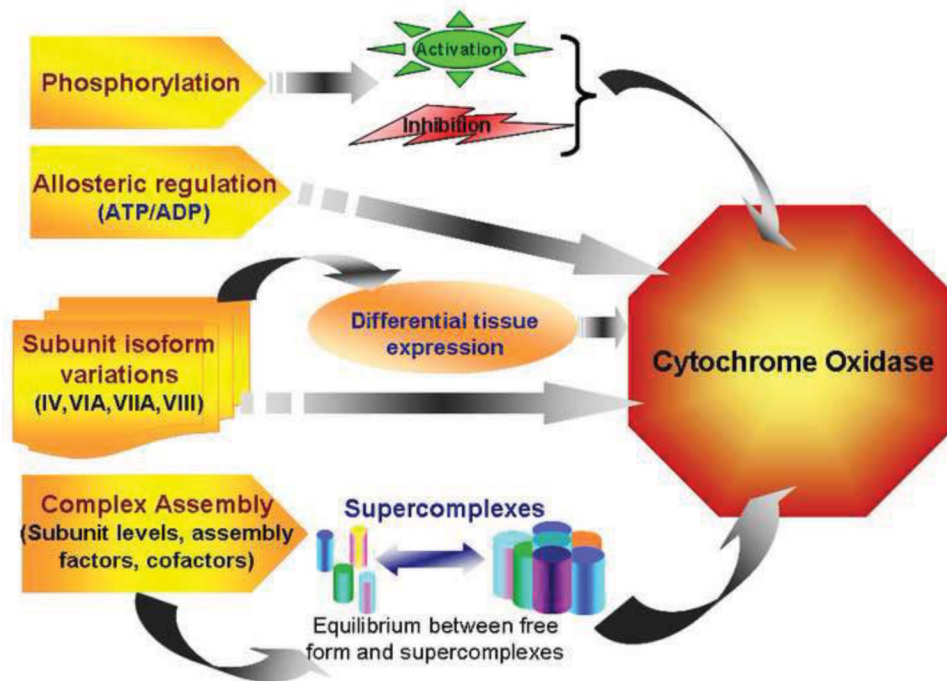 Phosphorylation
Activation
Inhibition
Allosteric regulation
(ATP/ADP)
Subunit isoform
variations
(IV,VIA,VIIA,VIII)
Differential tissue
expression
Cytochrome Oxidase
Complex Assembly
(Subunit levels, assembly
factors, cofactors)
Supercomplexes
Equilibrium between free
form and supercomplexes